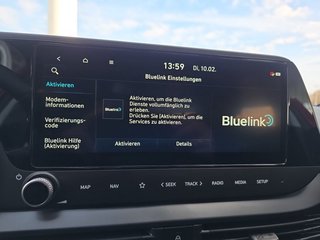 13:59 Di, 10.02.
Bluelink Einstellungen
Aktivieren
Modem-
informationen
Verifizierungs-
code
Bluelink Hilfe
(Aktivierung)
Bluelink
Aktivieren, um die Bluelink
Dienste vollumfänglich zu
erleben.
Drücken Sie [Aktivieren], um die
Services zu aktivieren.
Aktivieren Details
Bluelink
MAP NAV < SEEK TRACK > RADIO MEDIA SETUP